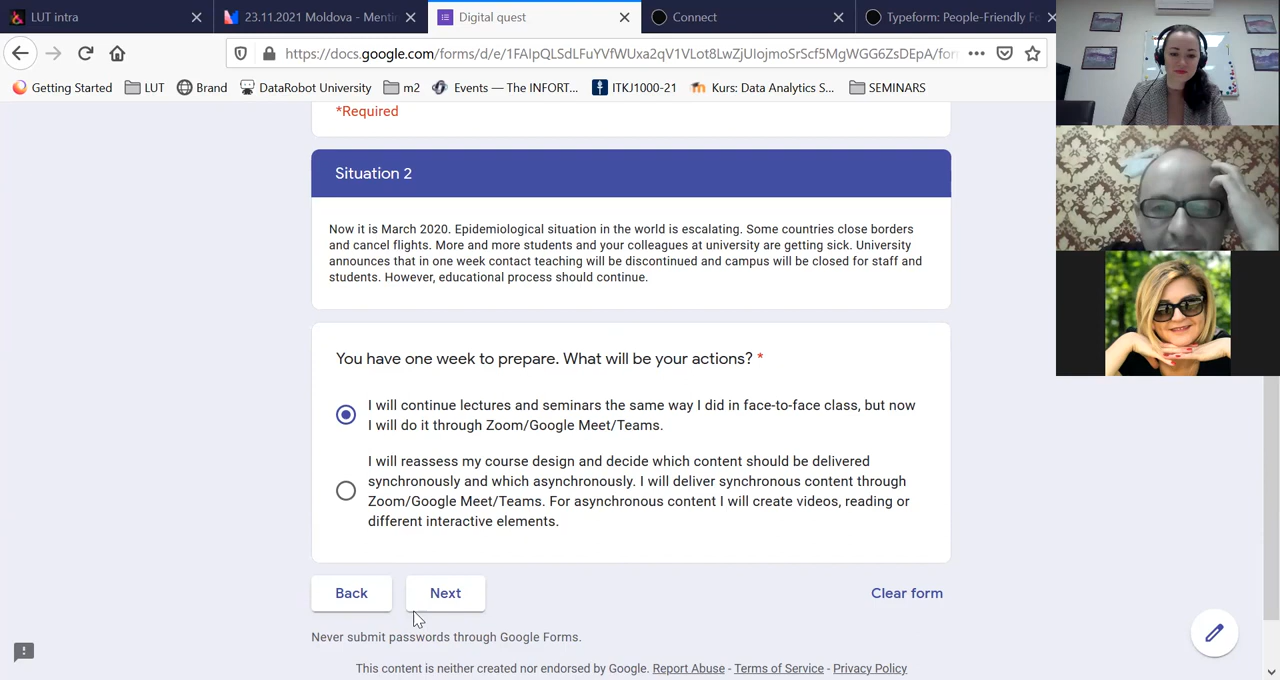 LUT intra
23.11.2021 Moldova - Mentin
Digital quest
Connect
Typeform: People-Friendly Fo
https://docs.google.com/forms/d/e/1FAIpQLSdLFuYVfWUxa2qV1VLot8LwZjUIojmoSrScf5MgWGG6ZsDEpA/for
Getting Started
LUT
Brand
DataRobot University
m2
Events — The INFORT...
ITKJ1000-21
Kurs: Data Analytics S...
SEMINARS
*Required
Situation 2
Now it is March 2020. Epidemiological situation in the world is escalating. Some countries close borders
and cancel flights. More and more students and your colleagues at university are getting sick. University
announces that in one week contact teaching will be discontinued and campus will be closed for staff and
students. However, educational process should continue.
You have one week to prepare. What will be your actions? *
I will continue lectures and seminars the same way I did in face-to-face class, but now
I will do it through Zoom/Google Meet/Teams.
I will reassess my course design and decide which content should be delivered
synchronously and which asynchronously. I will deliver synchronous content through
Zoom/Google Meet/Teams. For asynchronous content I will create videos, reading or
different interactive elements.
Back
Next
Clear form
Never submit passwords through Google Forms.
This content is neither created nor endorsed by Google. Report Abuse - Terms of Service - Privacy Policy